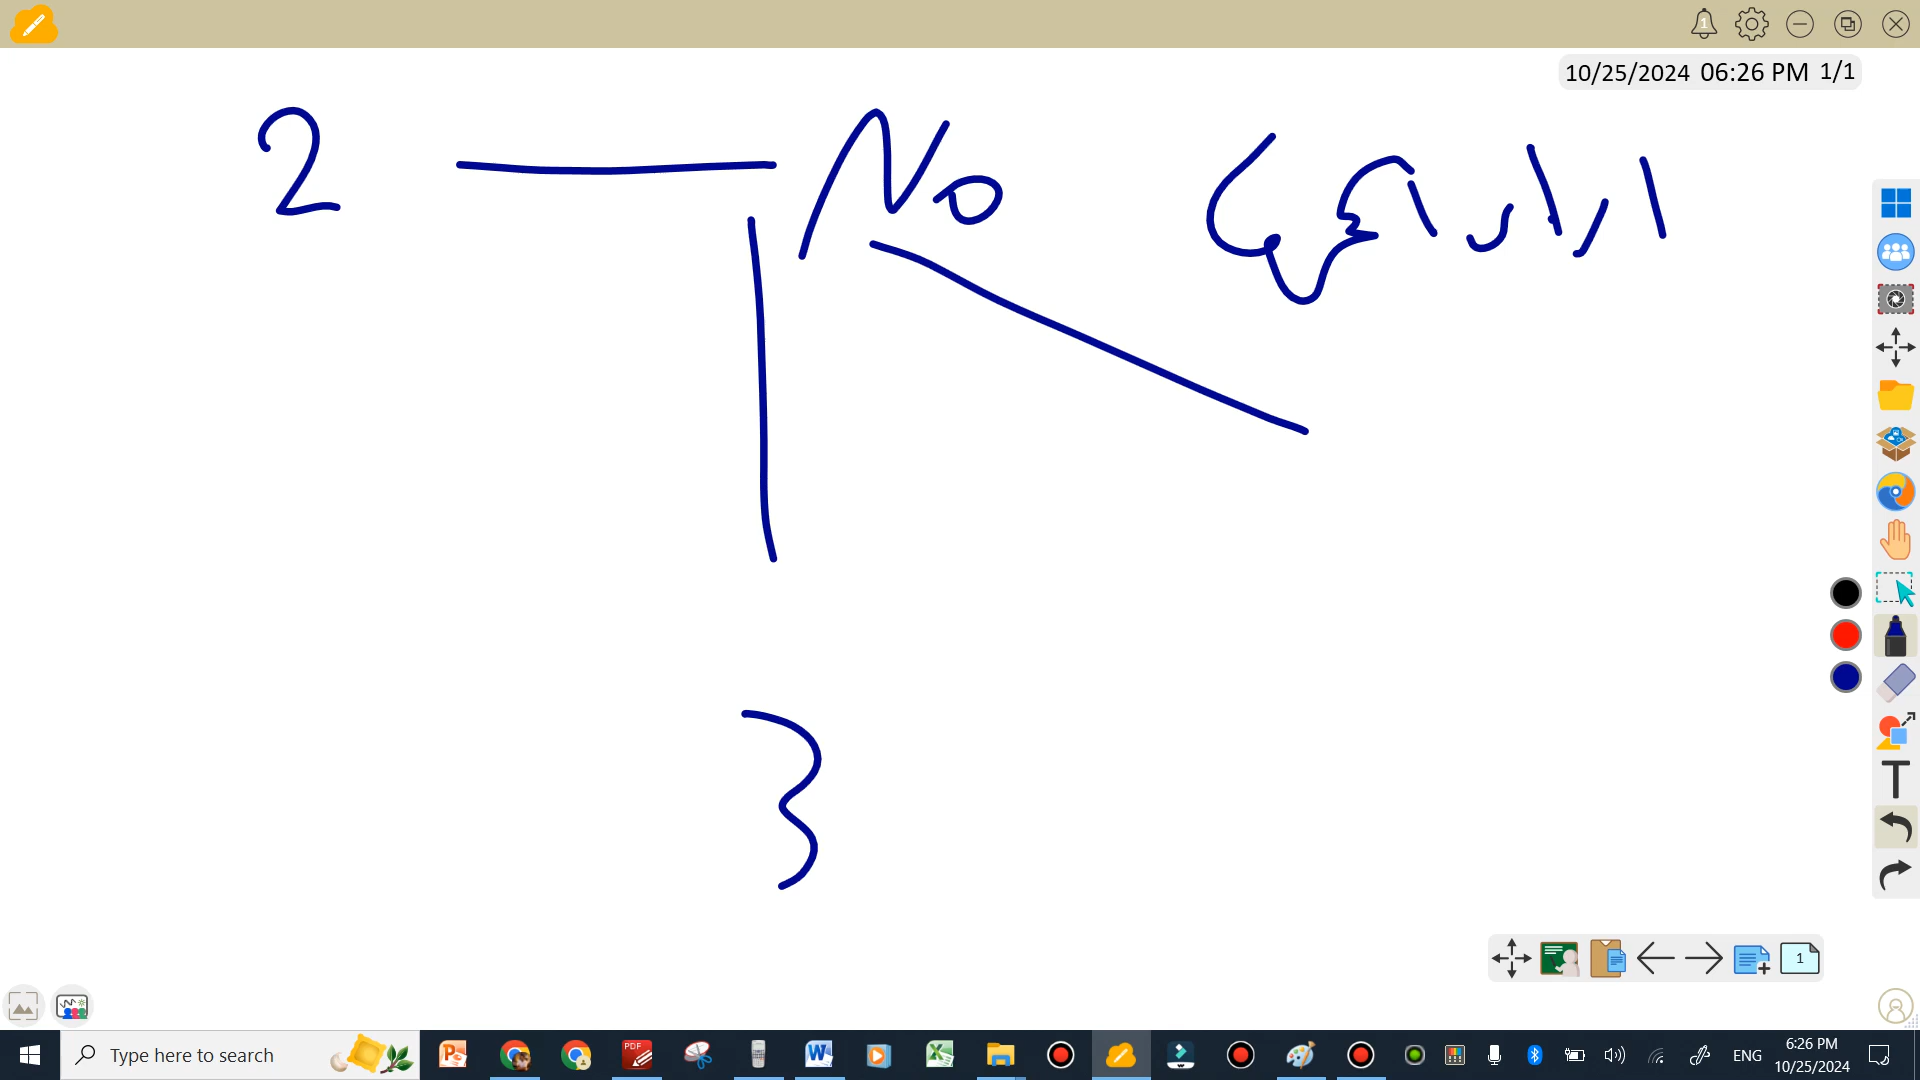 10/25/2024 06:26 PM 1/1
2 No
3
1
Type here to search
ENG
6:26 PM
10/25/2024